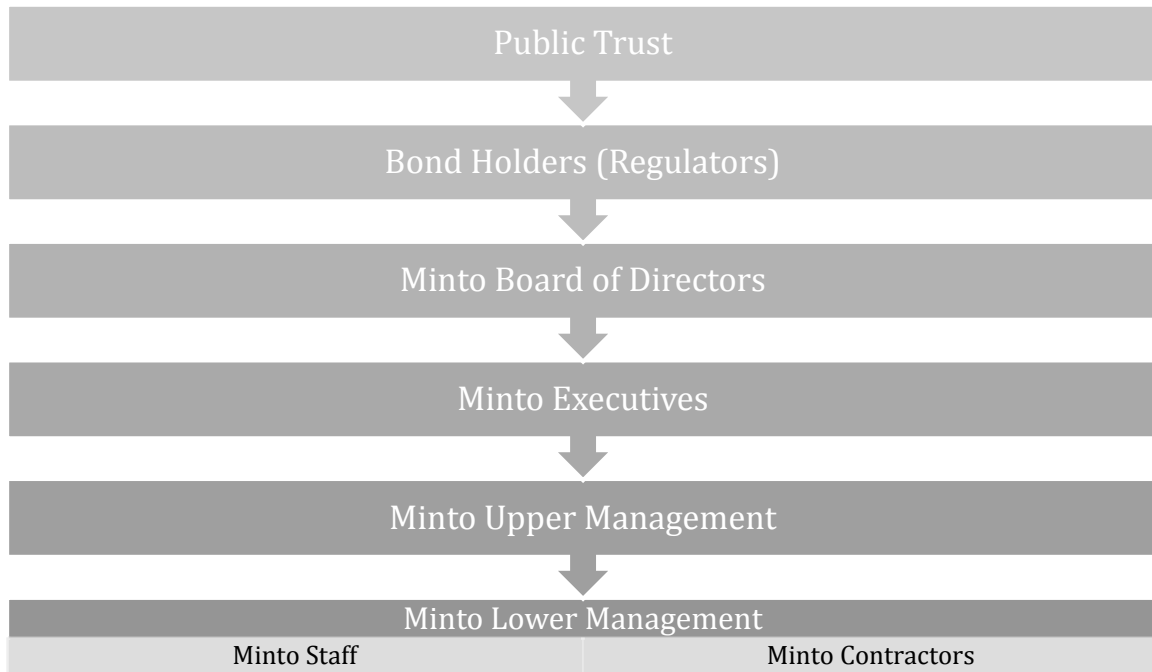 Public Trust
Bond Holders (Regulators)
Minto Board of Directors
Minto Executives
Minto Upper Management
Minto Lower Management
Minto Staff
Minto Contractors